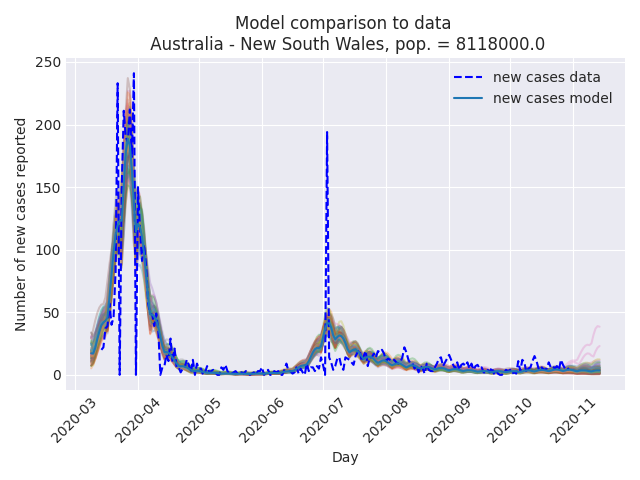 Model comparison to data
Australia - New South Wales, pop. = 8118000.0
new cases data
new cases model
Number of new cases reported
250
200
150
100
50
0
2020-03
2020-04
2020-05
2020-06
2020-07
2020-08
2020-09
2020-10
2020-11
Day